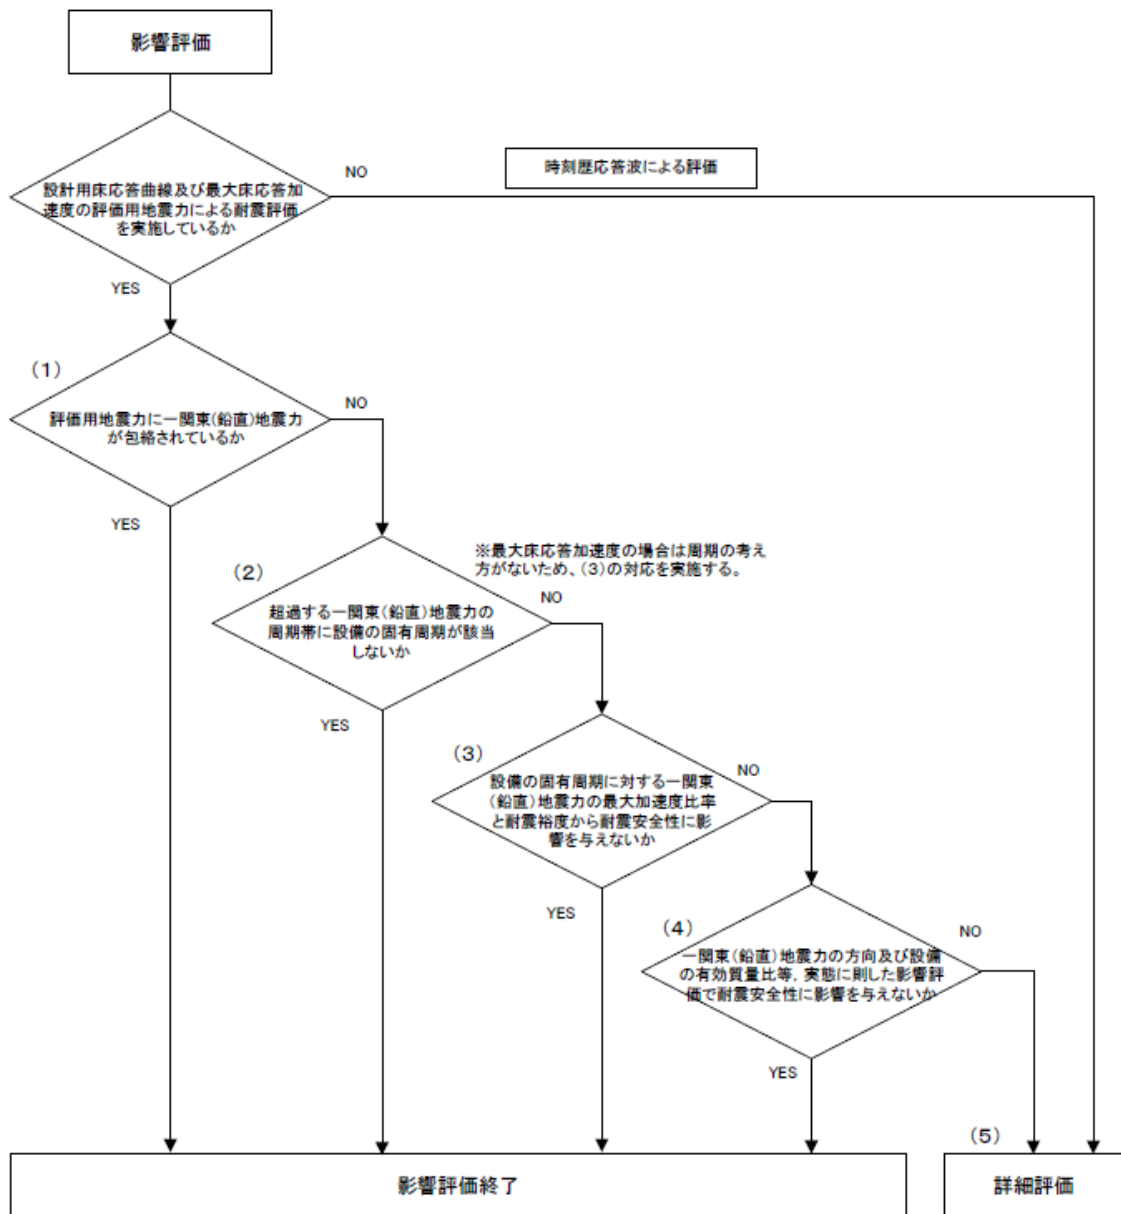 影響評価
時刻歴応答波による評価
NO
設計用床応答曲線及び最大床応答加
速度の評価用地震力による耐震評価
を実施しているか
YES
(1)
NO
評価用地震力に一関東(鉛直)地震力
が包絡されているか
YES
※最大床応答加速度の場合は周期の考え
方がないため、(3)の対応を実施する。
(2)
NO
超過する一関東(鉛直)地震力の
周期帯に設備の固有周期が該当
しないか
YES
(3)
NO
設備の固有周期に対する一関東
(鉛直)地震力の最大加速度比率
と耐震裕度から耐震安全性に影
響を与えないか
YES
(4)
NO
一関東(鉛直)地震力の方向及び設備
の有効質量比等，実態に則した影響評
価で耐震安全性に影響を与えないか
YES
(5)
影響評価終了
詳細評価